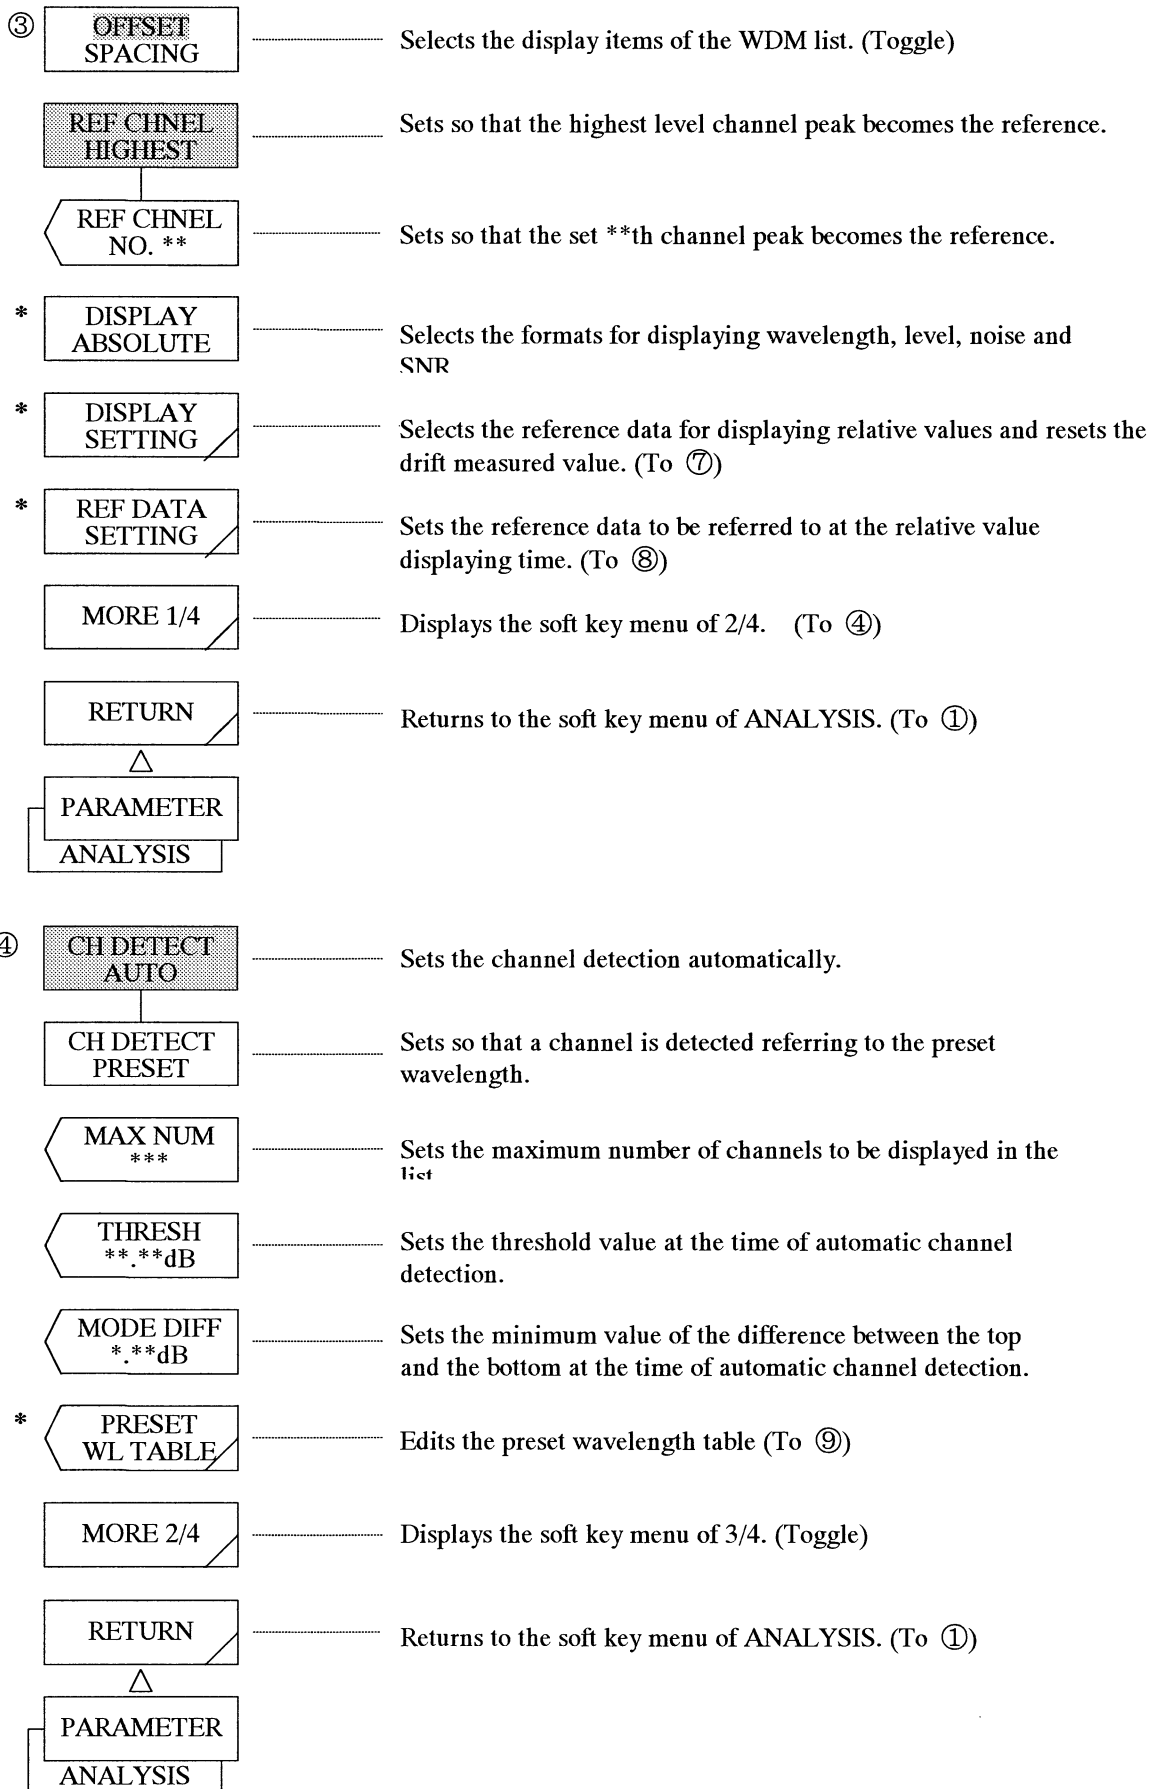 ③ OFFSET
SPACING
Selects the display items of the WDM list. (Toggle)
REF CHNEL
HIGHEST
Sets so that the highest level channel peak becomes the reference.
REF CHNEL
NO. **
Sets so that the set **th channel peak becomes the reference.
* DISPLAY
ABSOLUTE
Selects the formats for displaying wavelength, level, noise and
SNR
* DISPLAY
SETTING
Selects the reference data for displaying relative values and resets the
drift measured value. (To ⑦)
* REF DATA
SETTING
Sets the reference data to be referred to at the relative value
displaying time. (To ⑧)
MORE 1/4
Displays the soft key menu of 2/4. (To ④)
RETURN
Returns to the soft key menu of ANALYSIS. (To ①)
PARAMETER
ANALYSIS
④ CH DETECT
AUTO
Sets the channel detection automatically.
CH DETECT
PRESET
Sets so that a channel is detected referring to the preset
wavelength.
MAX NUM
***
Sets the maximum number of channels to be displayed in the
list
THRESH
**.**dB
Sets the threshold value at the time of automatic channel
detection.
MODE DIFF
*.**dB
Sets the minimum value of the difference between the top
and the bottom at the time of automatic channel detection.
* PRESET
WL TABLE
Edits the preset wavelength table (To ⑨)
MORE 2/4
Displays the soft key menu of 3/4. (Toggle)
RETURN
Returns to the soft key menu of ANALYSIS. (To ①)
PARAMETER
ANALYSIS